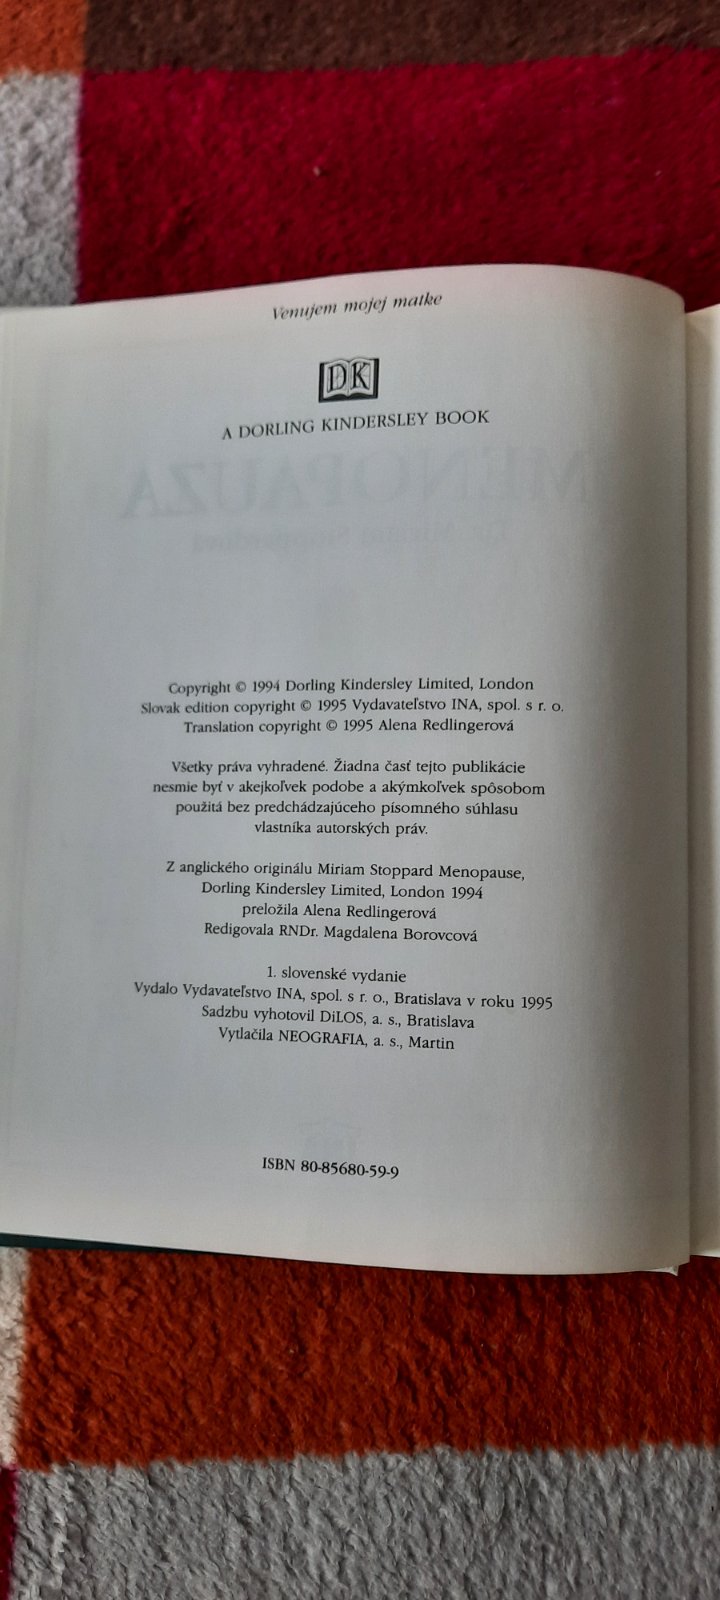 Venujem mojej matke
DK
A DORLING KINDERSLEY BOOK
MENOPAUZA
Copyright © 1994 Dorling Kindersley Limited, London
Slovak edition copyright © 1995 Vydavateľstvo INA, spol. s r. o.
Translation copyright © 1995 Alena Redlingerová
Všetky práva vyhradené. Žiadna časť tejto publikácie
nesmie byť v akejkoľvek podobe a akýmkoľvek spôsobom
použitá bez predchádzajúceho písomného súhlasu
vlastníka autorských práv.
Z anglického originálu Miriam Stoppard Menopause,
Dorling Kindersley Limited, London 1994
preložila Alena Redlingerová
Redigovala RNDr. Magdalena Borovcová
1. slovenské vydanie
Vydalo Vydavateľstvo INA, spol. s r. o., Bratislava v roku 1995
Sadzbu vyhotovil DiLOS, a. s., Bratislava
Vytlačila NEOGRAFIA, a. s., Martin
ISBN 80-85680-59-9